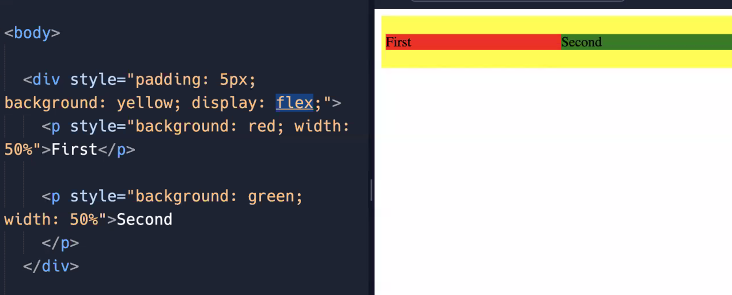 <body>
<div style="padding: 5px;
background: yellow; display: flex;">
<p style="background: red; width:
50%">First</p>
<p style="background: green;
width: 50%">Second
</p>
</div>
First Second